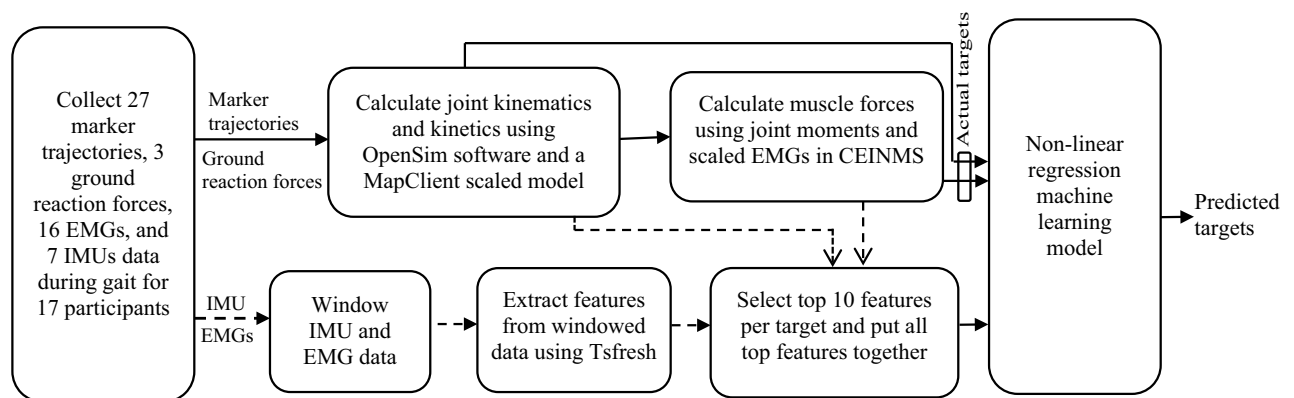 Collect 27
marker
trajectories, 3
ground
reaction forces,
16 EMGs, and
7 IMUs data
during gait for
17 participants
Marker
trajectories
Ground
reaction forces
Calculate joint kinematics
and kinetics using
OpenSim software and a
MapClient scaled model
Calculate muscle forces
using joint moments and
scaled EMGs in CEINMS
Actual targets
Non-linear
regression
machine
learning
model
Predicted
targets
IMU
EMGs
Window
IMU and
EMG data
Extract features
from windowed
data using Tsfresh
Select top 10 features
per target and put all
top features together